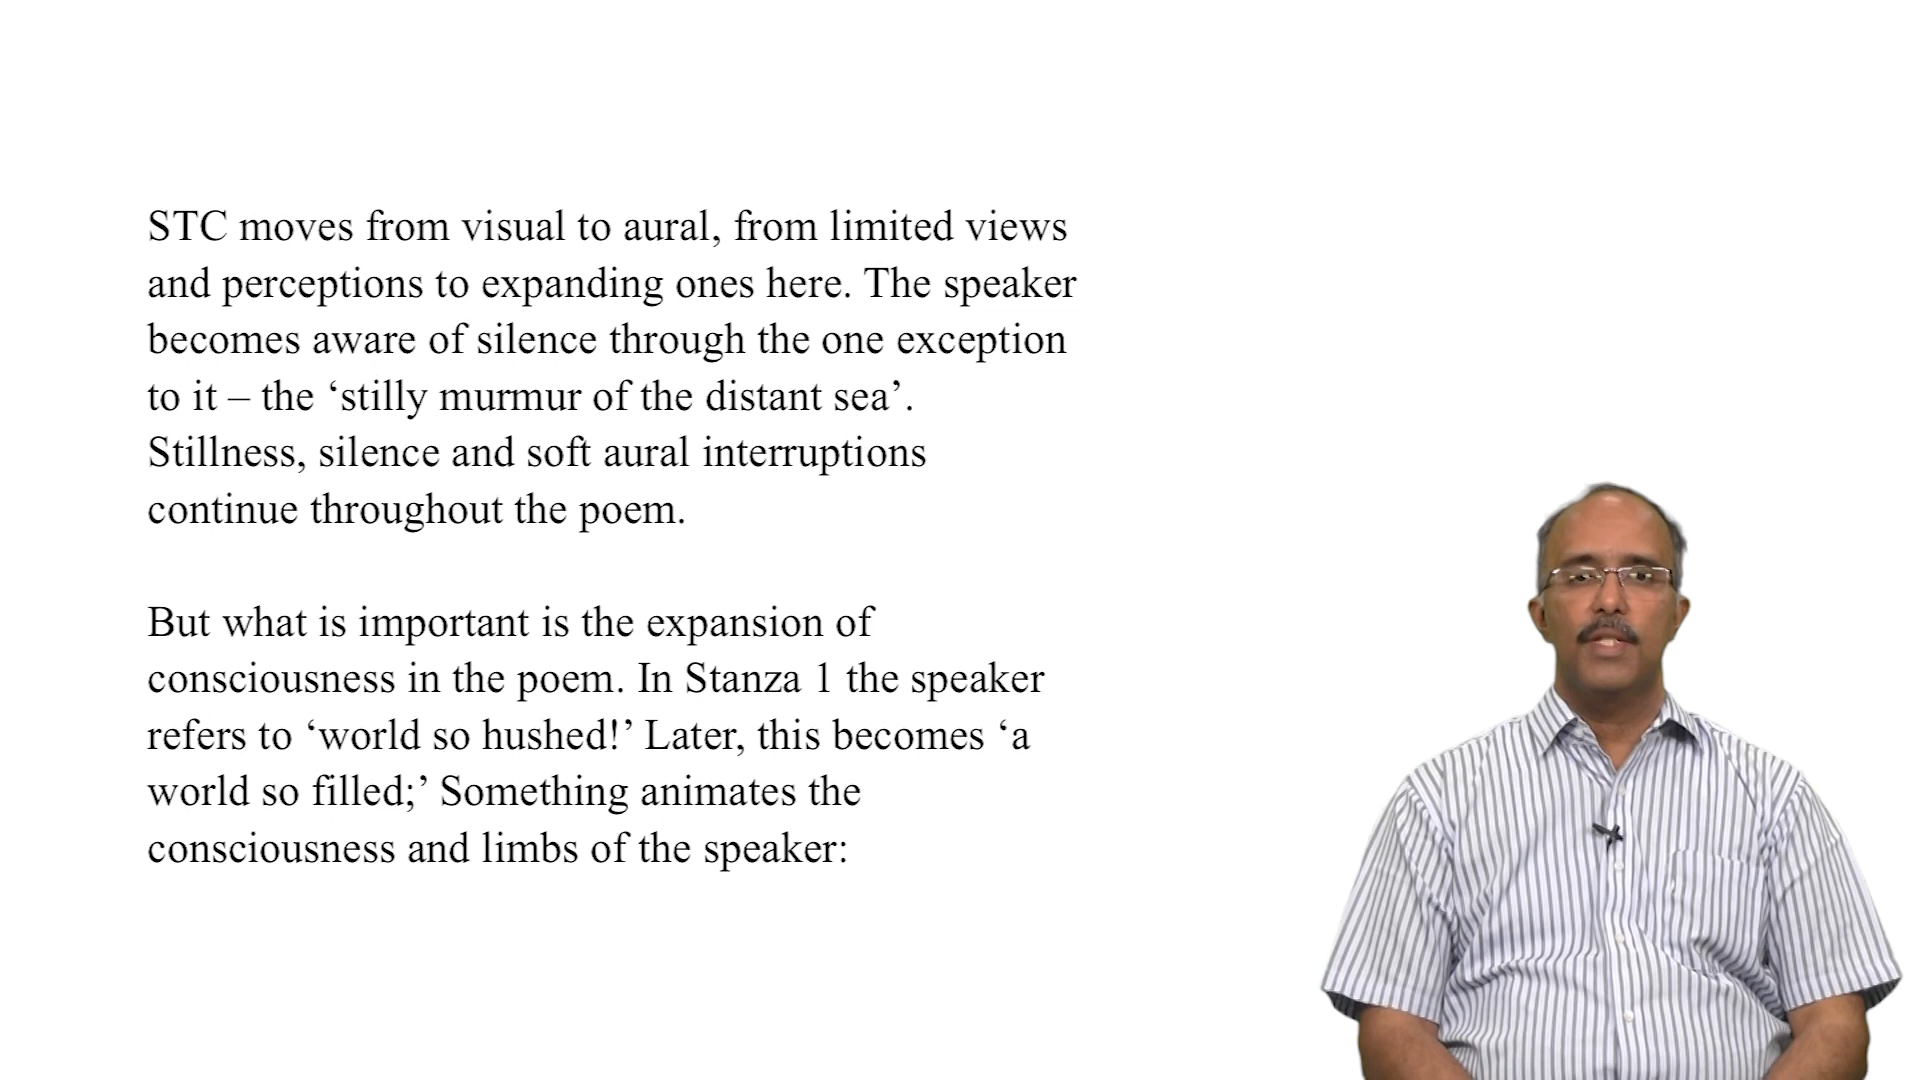 STC moves from visual to aural, from limited views
and perceptions to expanding ones here. The speaker
becomes aware of silence through the one exception
to it – the ‘stilly murmur of the distant sea’.
Stillness, silence and soft aural interruptions
continue throughout the poem.
But what is important is the expansion of
consciousness in the poem. In Stanza 1 the speaker
refers to ‘world so hushed!’ Later, this becomes ‘a
world so filled;’ Something animates the
consciousness and limbs of the speaker: